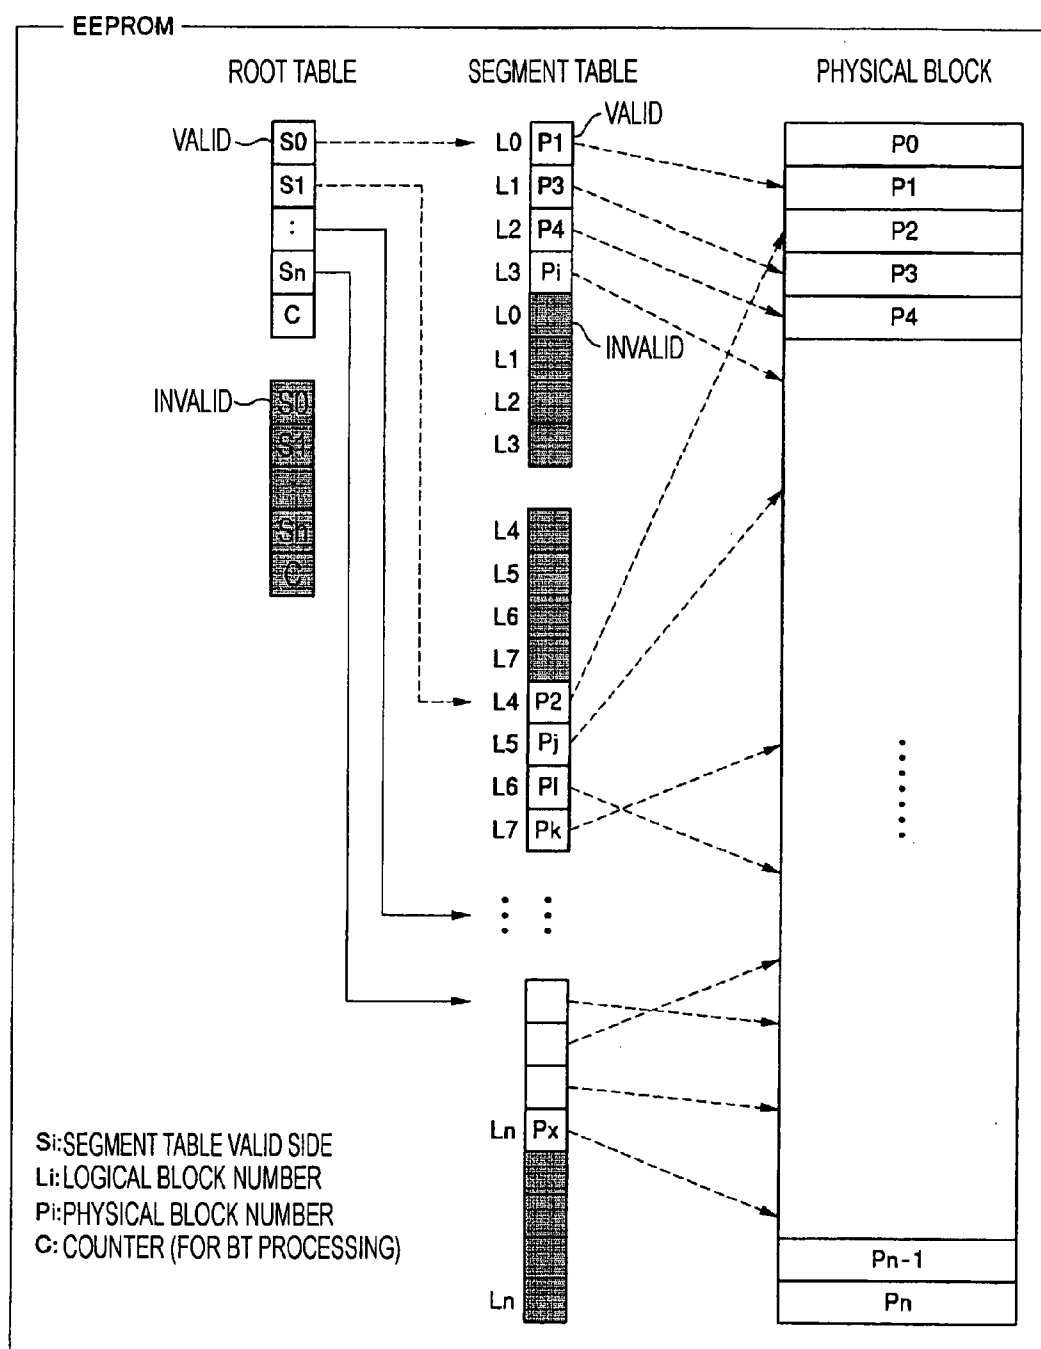 EEPROM
ROOT TABLE
SEGMENT TABLE
PHYSICAL BLOCK
VALID
S0
S1
:
Sn
C
INVALID
S0
S1
:
Sn
C
VALID
L0 P1
L1 P3
L2 P4
L3 Pi
L0
INVALID
L1
L2
L3
L4
L5
L6
L7
L4 P2
L5 Pj
L6 Pl
L7 Pk
Ln Px
Ln
P0
P1
P2
P3
P4
Pn-1
Pn
Si:SEGMENT TABLE VALID SIDE
Li:LOGICAL BLOCK NUMBER
Pi:PHYSICAL BLOCK NUMBER
C: COUNTER (FOR BT PROCESSING)